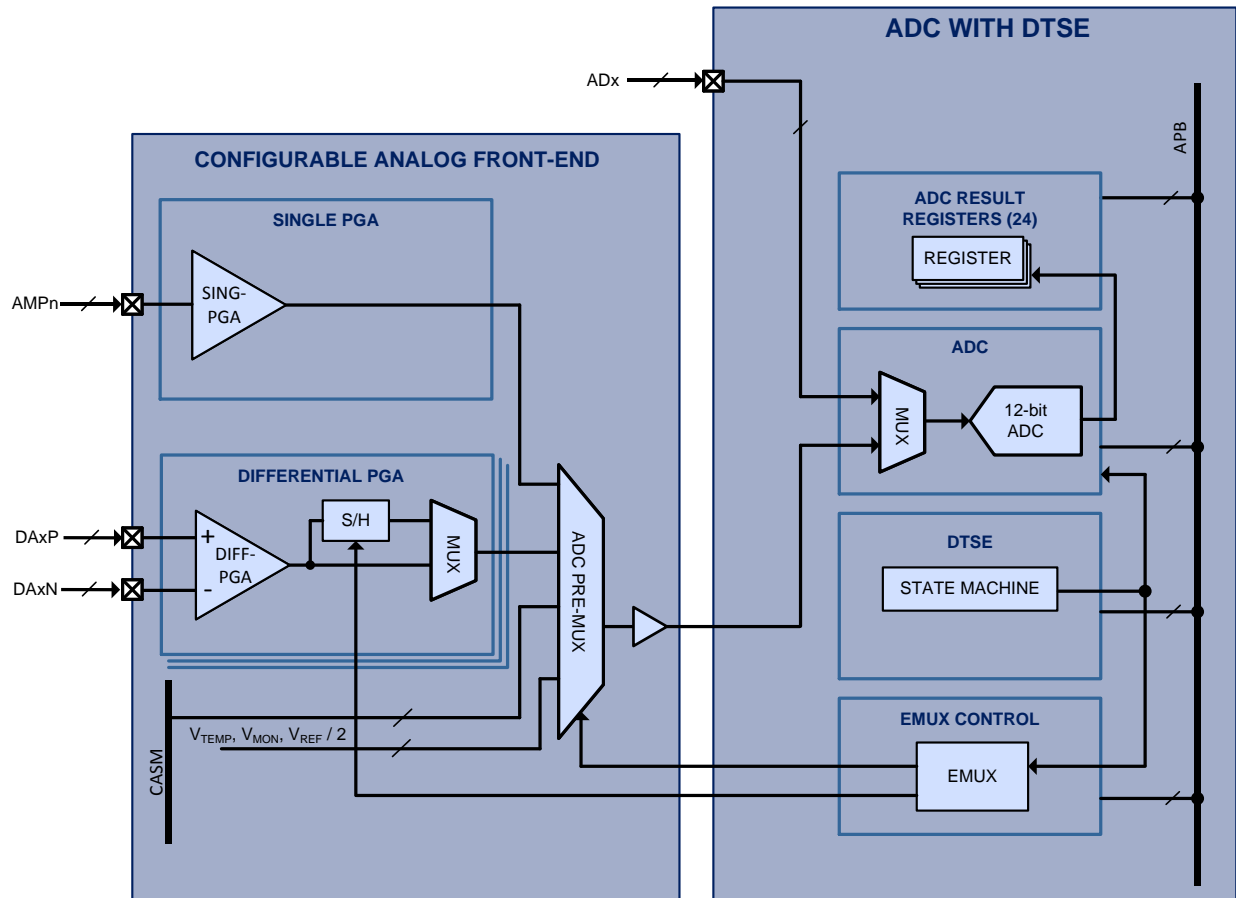 ADC WITH DTSE
ADx
APB
CONFIGURABLE ANALOG FRONT-END
SINGLE PGA
AMPn
SING-
PGA
ADC RESULT
REGISTERS (24)
REGISTER
ADC
MUX
12-bit
ADC
DIFFERENTIAL PGA
DAxP
DAxN
+
-
DIFF-
PGA
S/H
MUX
ADC PRE-MUX
DTSE
STATE MACHINE
CASM
VTEMP, VMON, VREF / 2
EMUX CONTROL
EMUX